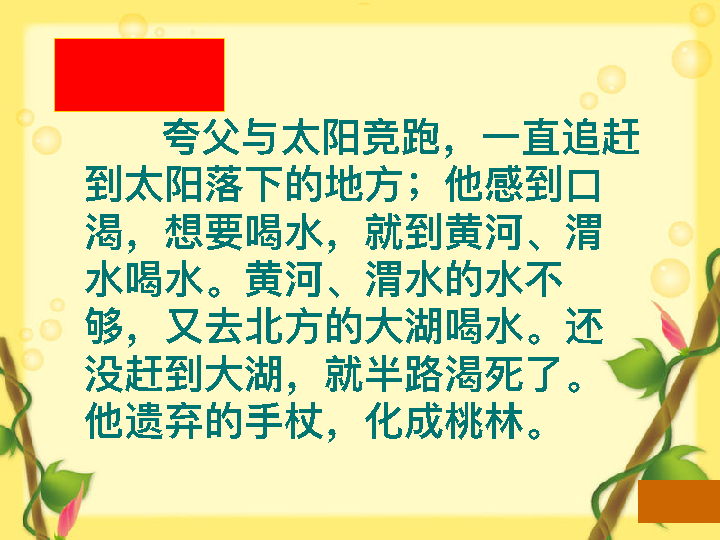 夸父与太阳竞跑，一直追赶
到太阳落下的地方；他感到口
渴，想要喝水，就到黄河、渭
水喝水。黄河、渭水的水不
够，又去北方的大湖喝水。还
没赶到大湖，就半路渴死了。
他遗弃的手杖，化成桃林。